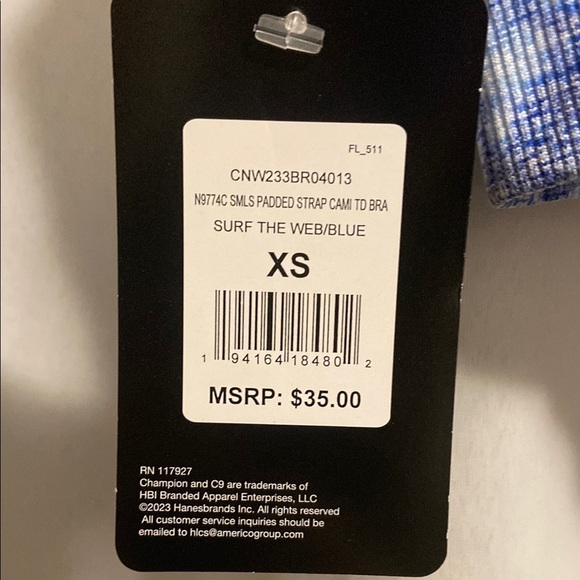 FL_511
CNW233BR04013
N9774C SMLS PADDED STRAP CAMI TD BRA
SURF THE WEB/BLUE
XS
1 94164 18480 2
MSRP: $35.00
RN 117927
Champion and C9 are trademarks of
HBI Branded Apparel Enterprises, LLC
©2023 Hanesbrands Inc. All rights reserved
All customer service inquiries should be
emailed to hlcs@americogroup.com